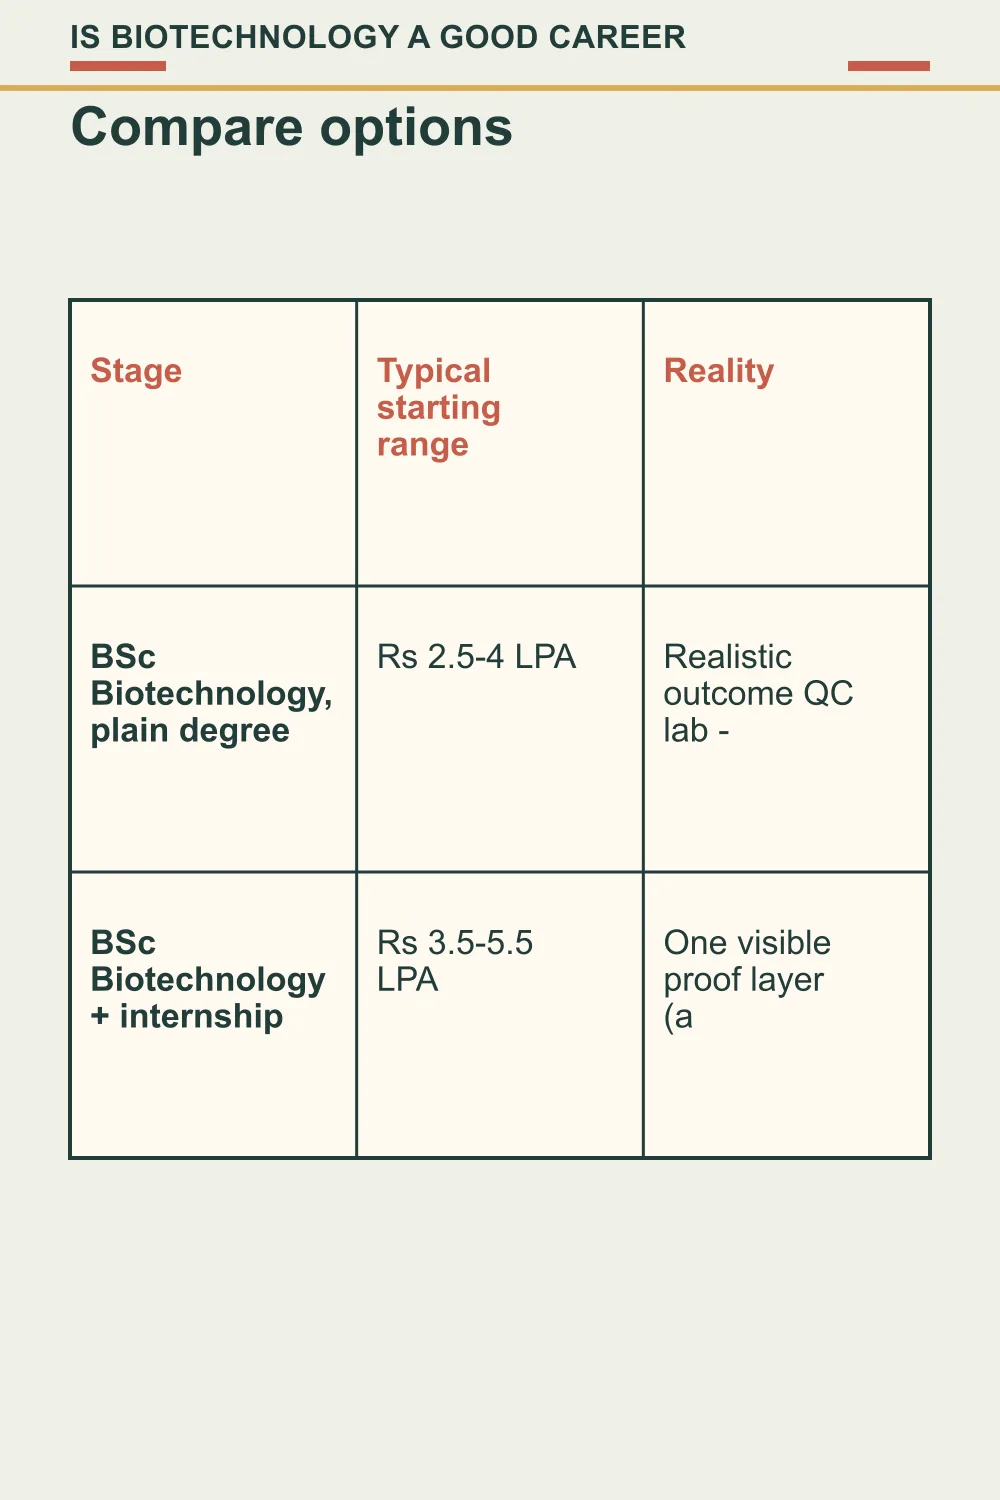 IS BIOTECHNOLOGY A GOOD CAREER
Compare options
Stage
Typical
starting
range
Reality
BSc
Biotechnology,
plain degree
Rs 2.5-4 LPA
Realistic
outcome QC
lab -
BSc
Biotechnology
+ internship
Rs 3.5-5.5
LPA
One visible
proof layer
(a